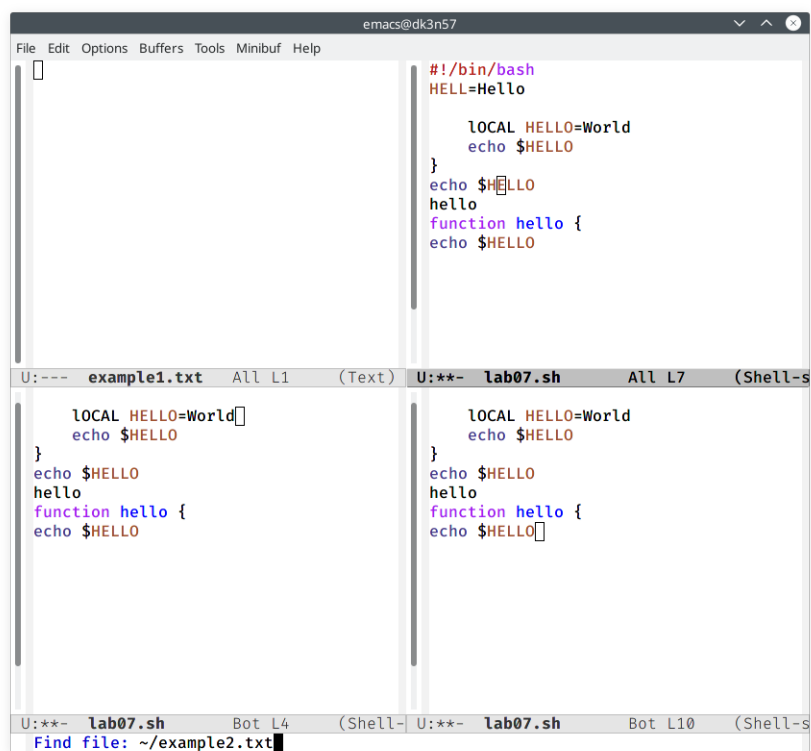 emacs@dk3n57
File Edit Options Buffers Tools Minibuf Help
#!/bin/bash
HELL=Hello
lOCAL HELLO=World
echo $HELLO
}
echo $HELLO
hello
function hello {
echo $HELLO
U:--- example1.txt All L1 (Text)
U:**- lab07.sh All L7 (Shell-s
lOCAL HELLO=World
echo $HELLO
}
echo $HELLO
hello
function hello {
echo $HELLO
U:**- lab07.sh Bot L4 (Shell-
lOCAL HELLO=World
echo $HELLO
}
echo $HELLO
hello
function hello {
echo $HELLO
U:**- lab07.sh Bot L10 (Shell-s
Find file: ~/example2.txt